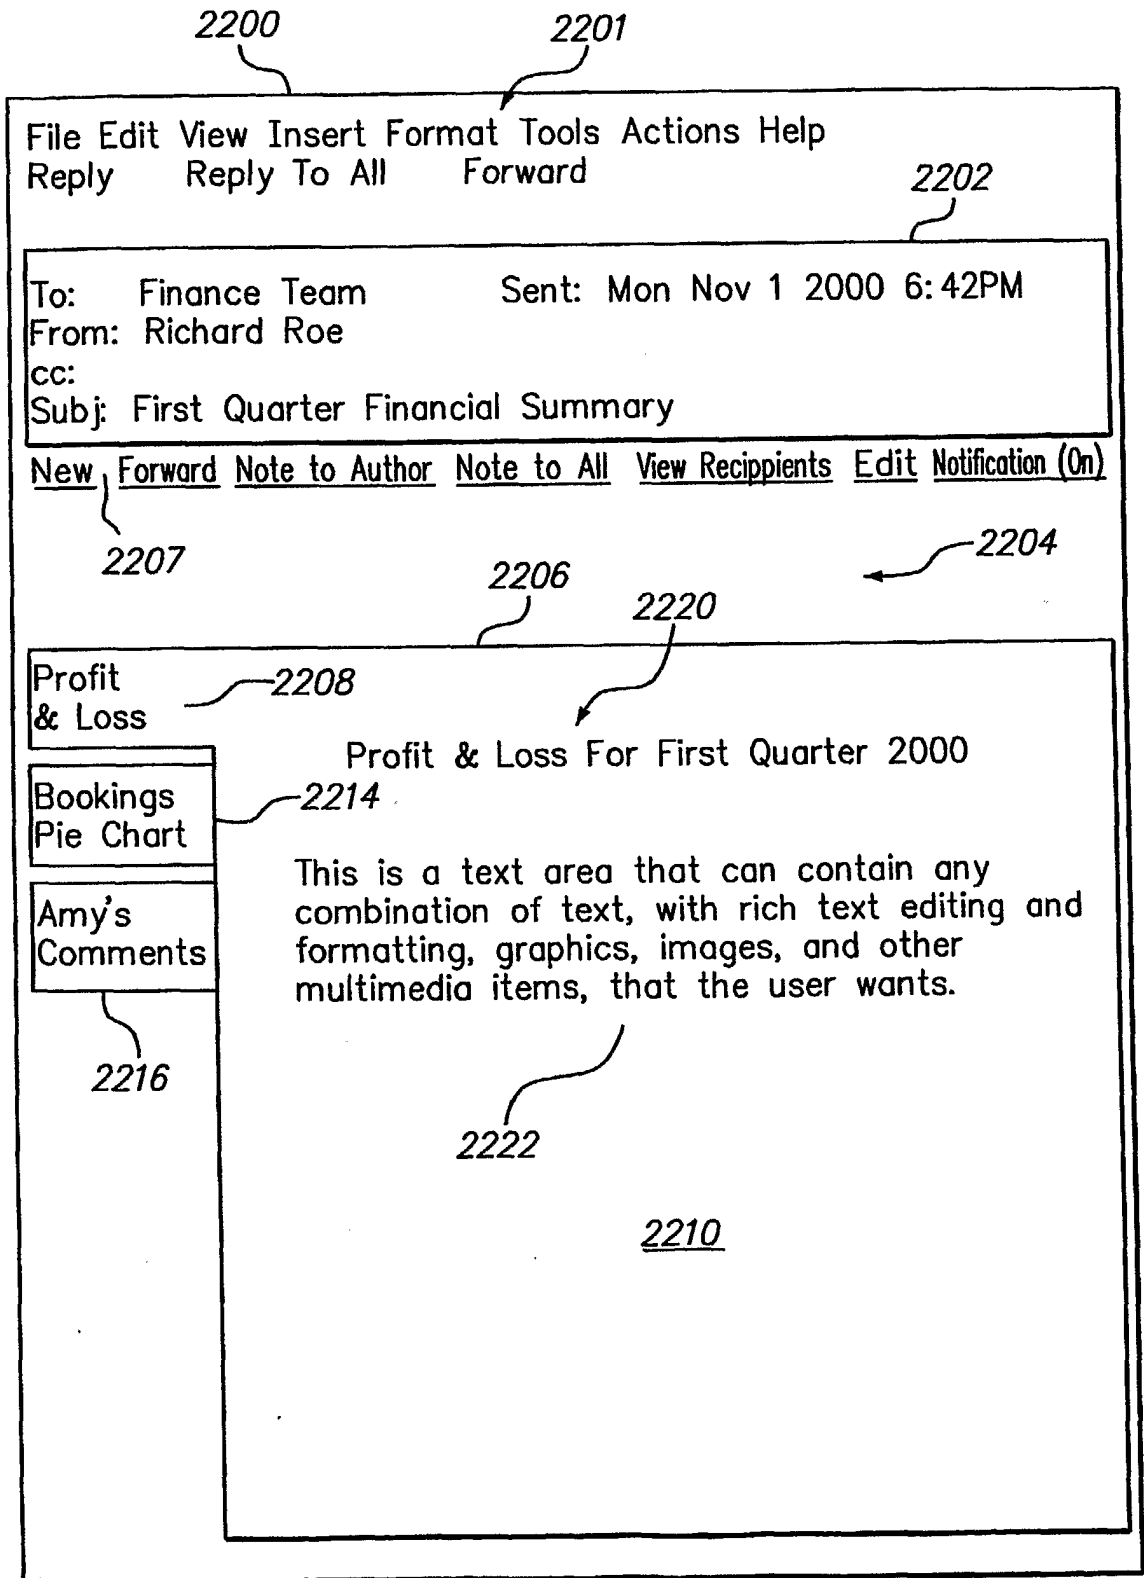 2200 2201
File Edit View Insert Format Tools Actions Help
Reply Reply To All Forward
2202
To: Finance Team Sent: Mon Nov 1 2000 6:42PM
From: Richard Roe
cc:
Subj: First Quarter Financial Summary
New Forward Note to Author Note to All View Recippients Edit Notification (On)
2207
2204
2206
2220
Profit
& Loss
2208
Profit & Loss For First Quarter 2000
Bookings
Pie Chart
2214
This is a text area that can contain any
combination of text, with rich text editing and
formatting, graphics, images, and other
multimedia items, that the user wants.
Amy's
Comments
2216
2222
2210